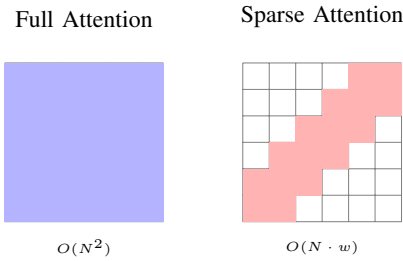 Full Attention
Sparse Attention
O(N²)
O(N · w)